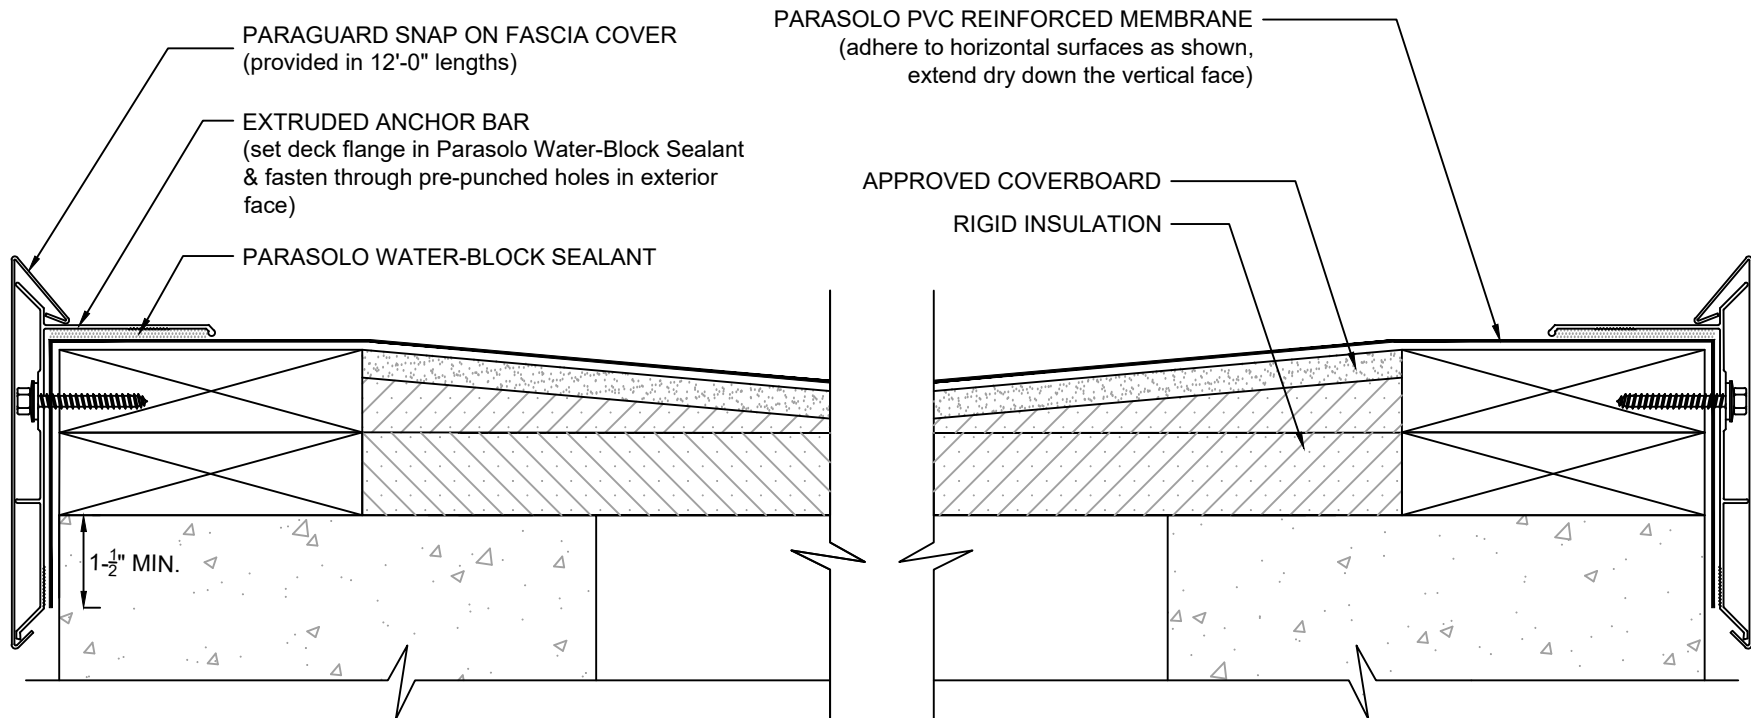 PARAGUARD SNAP ON FASCIA COVER
(provided in 12'-0" lengths)
EXTRUDED ANCHOR BAR
(set deck flange in Parasolo Water-Block Sealant
& fasten through pre-punched holes in exterior
face)
PARASOLO WATER-BLOCK SEALANT
PARASOLO PVC REINFORCED MEMBRANE
(adhere to horizontal surfaces as shown,
extend dry down the vertical face)
APPROVED COVERBOARD
RIGID INSULATION
1-1/2" MIN.